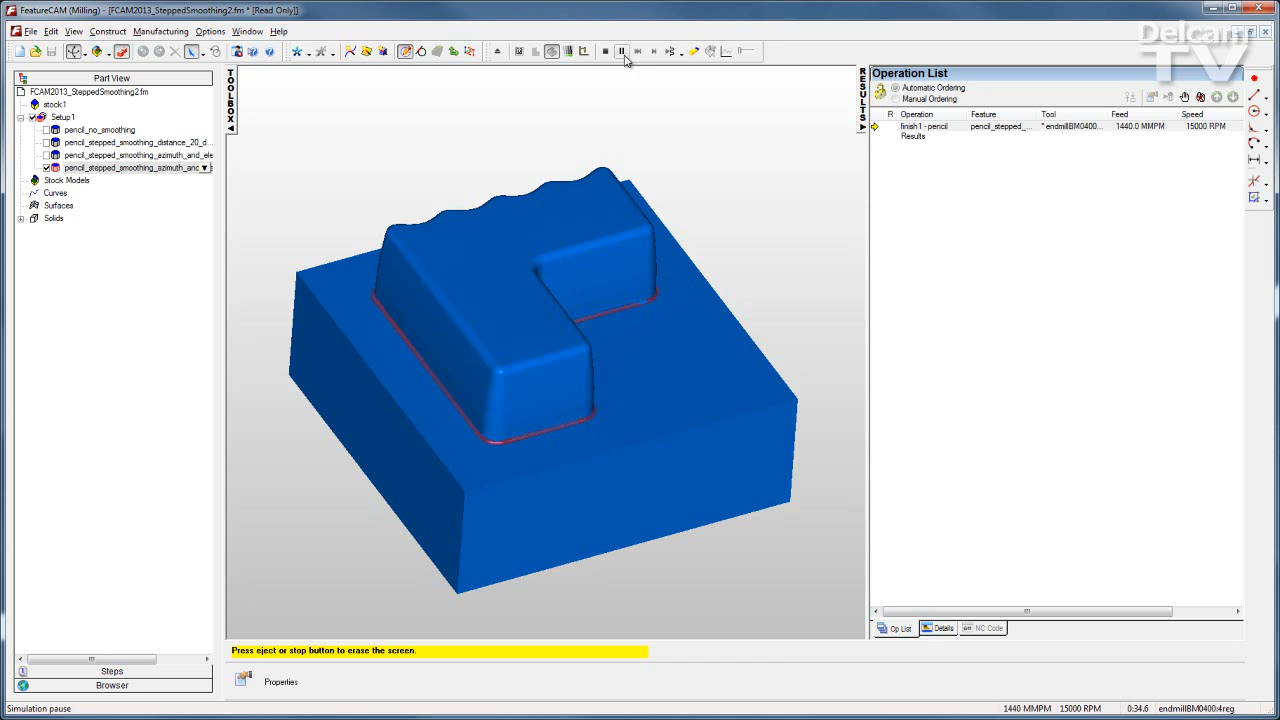 FeatureCAM (Milling) - [FCAM2013_SteppedSmoothing2.fm * [Read Only]]
File Edit View Construct Manufacturing Options Window Help
Delcam
TV
Part View
FCAM2013_SteppedSmoothing2.fm
stock1
Setup1
pencil_no_smoothing
pencil_stepped_smoothing_distance_20_d...
pencil_stepped_smoothing_azimuth_and_ele
pencil_stepped_smoothing_azimuth_and
Stock Models
Curves
Surfaces
Solids
Steps
Browser
TOOLBOX
RESULTS
Operation List
Automatic Ordering
Manual Ordering
R Operation Feature Tool Feed Speed
finish1 - pencil pencil_stepped_... * endmillBM0400... 1440.0 MMPM 15000 RPM
Results
Op List Details NC Code
Press eject or stop button to erase the screen.
Properties
Simulation pause 1440 MMPM 15000 RPM 0:34.6 endmillBM0400:4reg